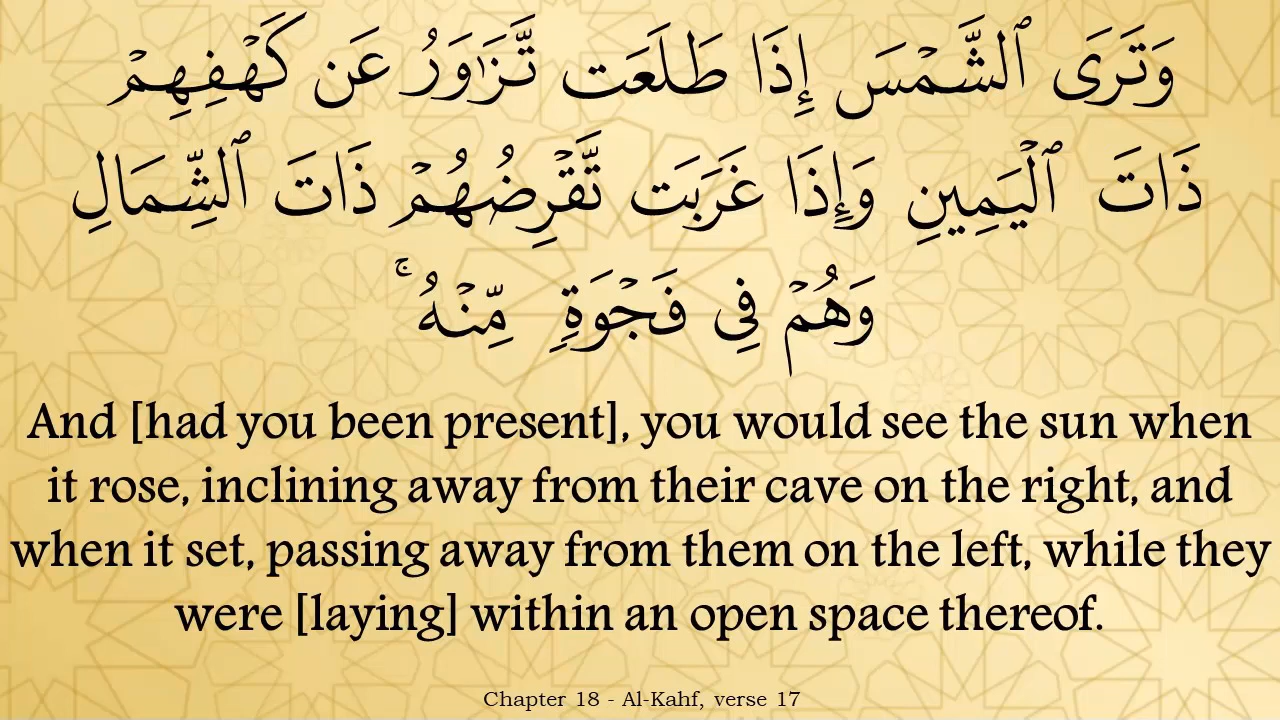 وَتَرَى ٱلشَّمْسَ إِذَا طَلَعَت تَّزَٰوَرُ عَن كَهْفِهِمْ
ذَاتَ ٱلْيَمِينِ وَإِذَا غَرَبَت تَّقْرِضُهُمْ ذَاتَ ٱلشِّمَالِ
وَهُمْ فِى فَجْوَةٍ مِّنْهُ ۚ
And [had you been present], you would see the sun when
it rose, inclining away from their cave on the right, and
when it set, passing away from them on the left, while they
were [laying] within an open space thereof.
Chapter 18 - Al-Kahf, verse 17